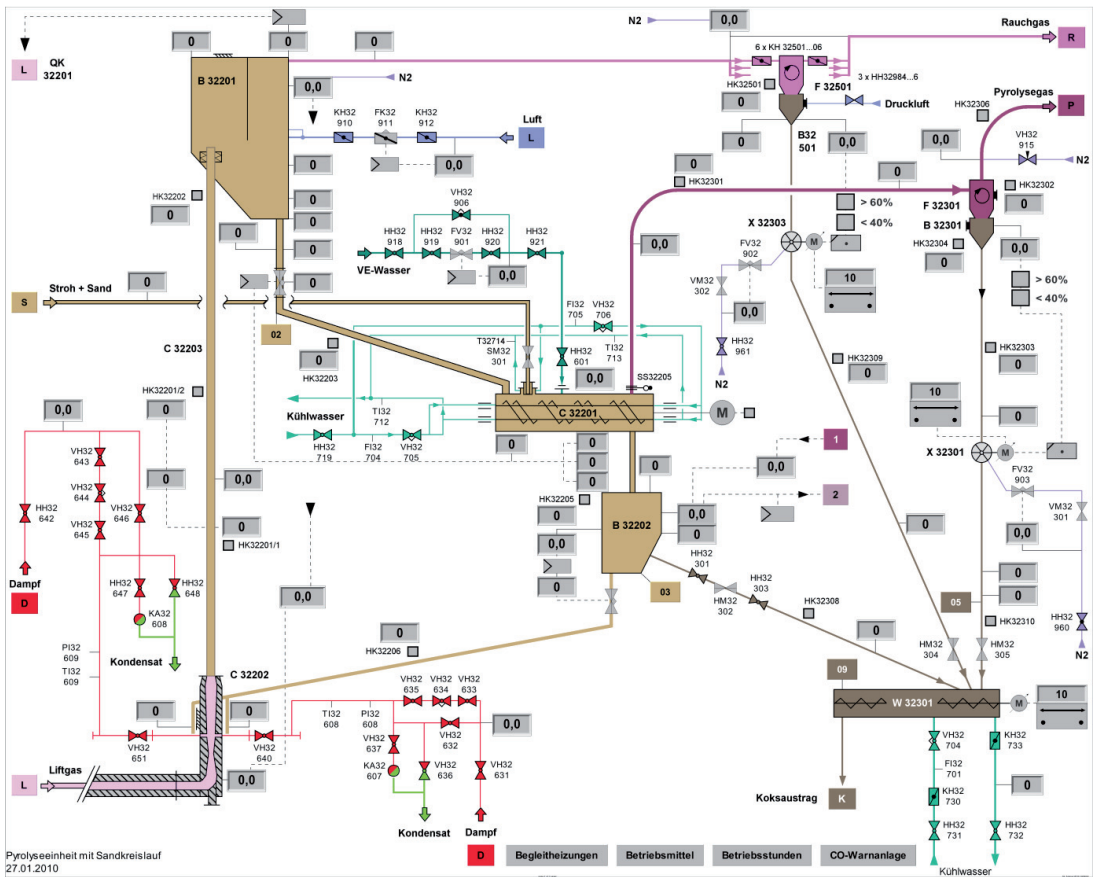 N2
0,0
Rauchgas
R
0
0
0
6 x KH 32501...06
L
QK
32201
B 32201
N2
0,0
HK32501
F 32501
3 x HH32984...6
Pyrolysegas
P
HK32306
KH32
910
FK32
911
KH32
912
Luft
L
0
0
Druckluft
B32
501
0,0
0,0
VH32
915
N2
0,0
0
0
HK32202
0
0
0
0
0
HK32301
0
F 32301
HK32302
0
B 32301
> 60%
< 40%
VH32
906
HH32
918
HH32
919
FV32
901
HH32
920
HH32
921
VE-Wasser
0,0
0,0
X 32303
M
HK32304
0
0,0
> 60%
< 40%
FV32
902
VM32
302
0,0
10
S
Stroh + Sand
0
0
02
FI32
705
VH32
706
T32714
SM32
301
TI32
713
HH32
601
0,0
HH32
961
N2
HK32309
0
HK32303
0
C 32203
HK32203
0
SS32205
C 32201
M
10
HK32201/2
0
0,0
Kühlwasser
TI32
712
HH32
719
FI32
704
VH32
705
0
0
0
0
0
1
0,0
2
0
X 32301
M
FV32
903
VM32
301
0,0
VH32
643
VH32
644
VH32
645
VH32
646
HH32
642
0
0,0
0
HK32201/1
HK32205
0
0,0
0
B 32202
0,0
0
0
Dampf
D
HH32
647
HH32
648
KA32
608
Kondensat
0,0
03
HH32
301
HM32
302
HH32
303
HK32308
0
0
0
05
HK32310
HH32
960
N2
PI32
609
TI32
609
0
HK32206
HM32
304
HM32
305
C 32202
VH32
635
VH32
634
VH32
633
09
W 32301
M
10
0
0
VH32
651
VH32
640
TI32
608
PI32
608
VH32
632
0,0
VH32
637
KA32
607
VH32
636
VH32
631
VH32
704
KH32
733
FI32
701
KH32
730
0
L
Liftgas
0,0
Koksaustrag
K
HH32
731
HH32
732
Kondensat
Dampf
Kühlwasser
D
Begleitheizungen
Betriebsmittel
Betriebsstunden
CO-Warnanlage
Pyrolyseeinheit mit Sandkreislauf
27.01.2010